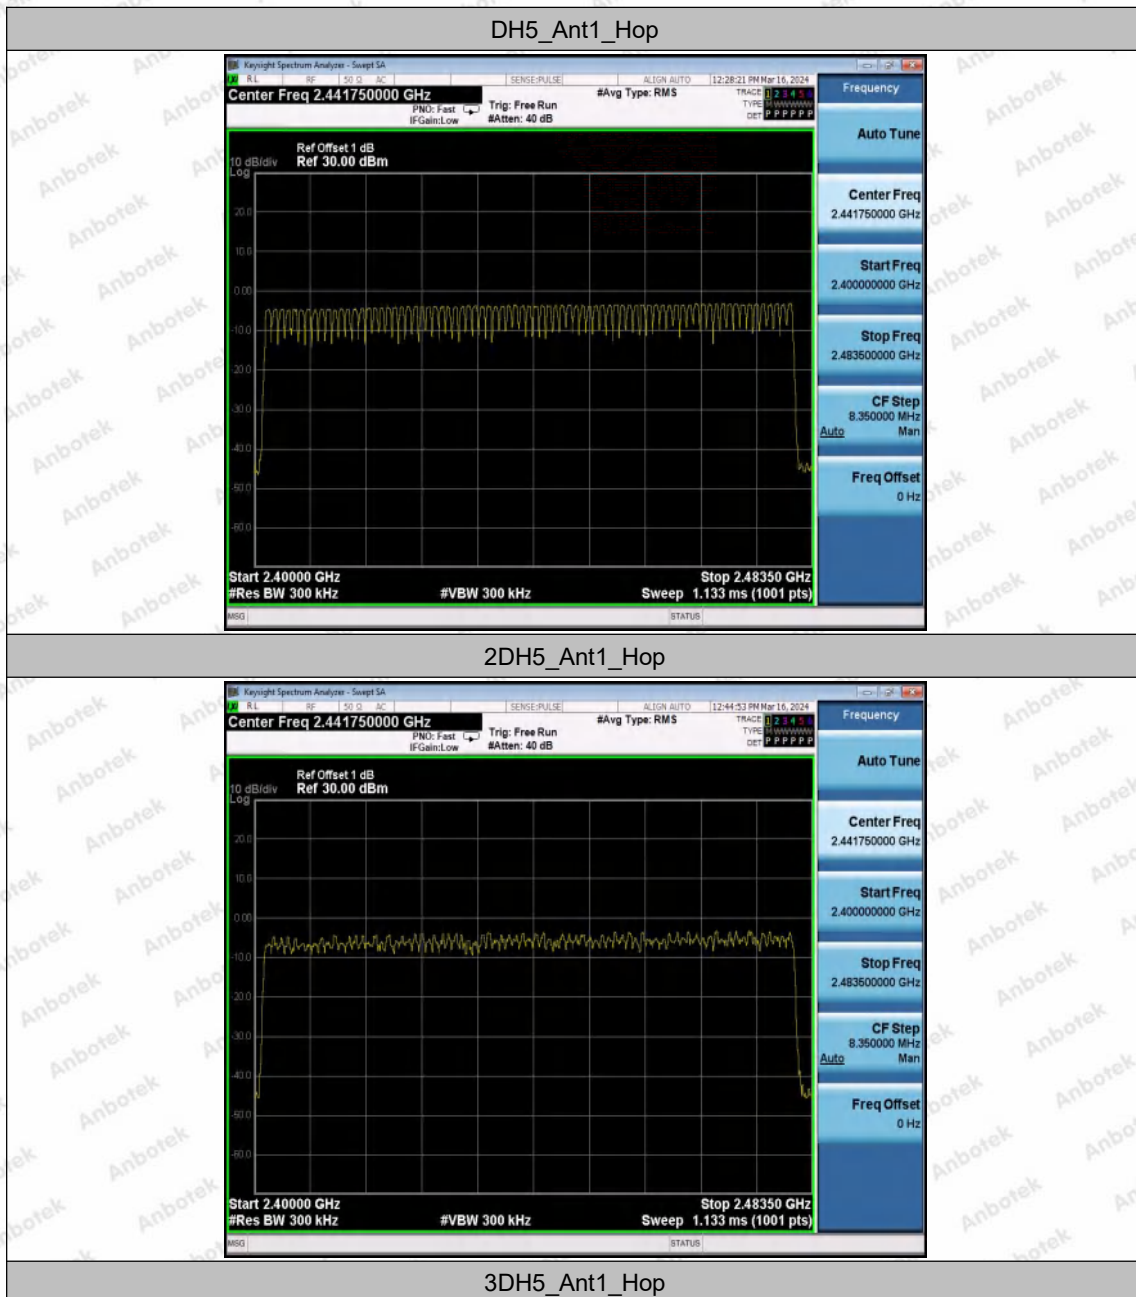 DH5_Ant1_Hop
Keysight Spectrum Analyzer - Swept SA
RL RF 50 Ω AC SENSE:PULSE ALIGN AUTO 12:28:21 PM Mar 16, 2024
Center Freq 2.441750000 GHz #Avg Type: RMS TRACE 1 2 3 4 5 6
PNO: Fast Trig: Free Run TYPE M WWWWW
IFGain:Low #Atten: 40 dB DET P P P P P P
Ref Offset 1 dB
10 dB/div Ref 30.00 dBm
Log
20.0
10.0
0.00
-10.0
-20.0
-30.0
-40.0
-50.0
-60.0
Start 2.40000 GHz Stop 2.48350 GHz
#Res BW 300 kHz #VBW 300 kHz Sweep 1.133 ms (1001 pts)
MSG STATUS
Frequency
Auto Tune
Center Freq
2.441750000 GHz
Start Freq
2.400000000 GHz
Stop Freq
2.483500000 GHz
CF Step
8.350000 MHz
Auto Man
Freq Offset
0 Hz
2DH5_Ant1_Hop
Keysight Spectrum Analyzer - Swept SA
RL RF 50 Ω AC SENSE:PULSE ALIGN AUTO 12:44:53 PM Mar 16, 2024
Center Freq 2.441750000 GHz #Avg Type: RMS TRACE 1 2 3 4 5 6
PNO: Fast Trig: Free Run TYPE M WWWWW
IFGain:Low #Atten: 40 dB DET P P P P P P
Ref Offset 1 dB
10 dB/div Ref 30.00 dBm
Log
20.0
10.0
0.00
-10.0
-20.0
-30.0
-40.0
-50.0
-60.0
Start 2.40000 GHz Stop 2.48350 GHz
#Res BW 300 kHz #VBW 300 kHz Sweep 1.133 ms (1001 pts)
MSG STATUS
Frequency
Auto Tune
Center Freq
2.441750000 GHz
Start Freq
2.400000000 GHz
Stop Freq
2.483500000 GHz
CF Step
8.350000 MHz
Auto Man
Freq Offset
0 Hz
3DH5_Ant1_Hop
Anbotek